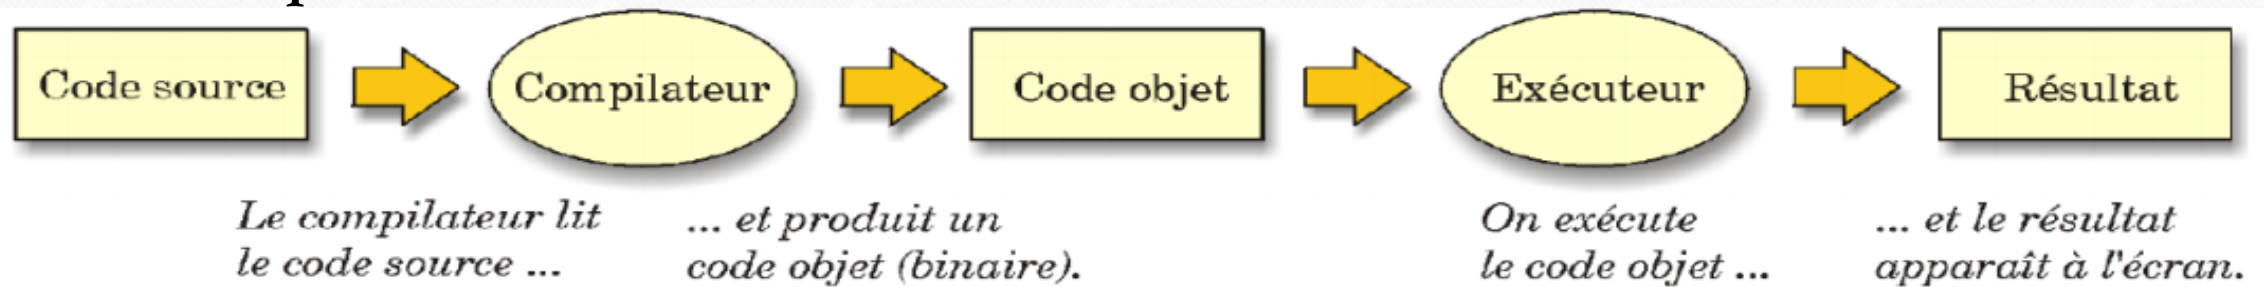 Code source
Compilateur
Code objet
Exécuteur
Résultat
Le compilateur lit
le code source ...
... et produit un
code objet (binaire).
On exécute
le code objet ...
... et le résultat
apparaît à l'écran.